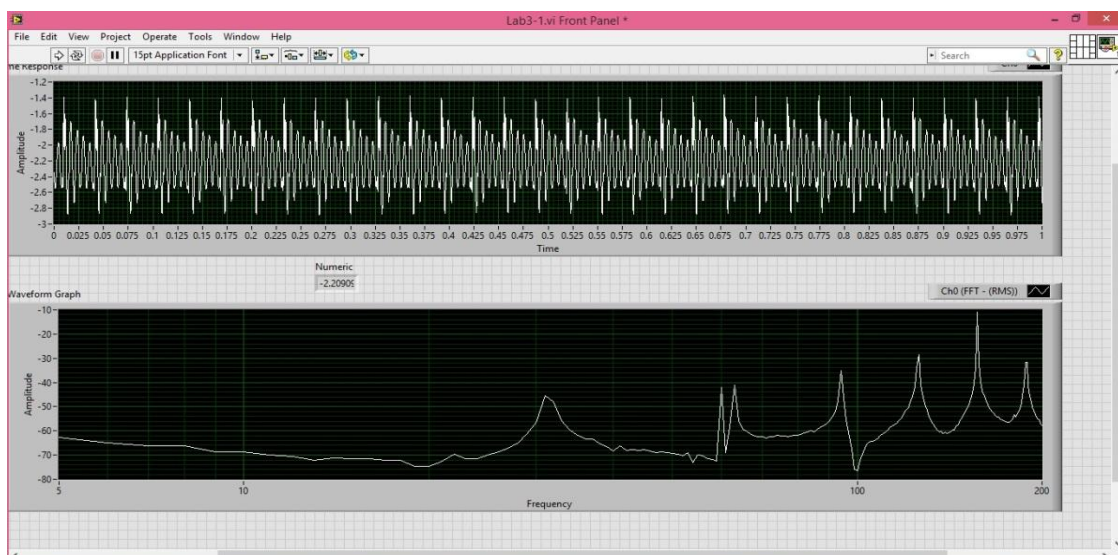 Lab3-1.vi Front Panel *
File Edit View Project Operate Tools Window Help
15pt Application Font
Search
me Response
Ch0
-1.2
-1.4
-1.6
-1.8
-2
-2.2
-2.4
-2.6
-2.8
-3
Amplitude
0 0.025 0.05 0.075 0.1 0.125 0.15 0.175 0.2 0.225 0.25 0.275 0.3 0.325 0.35 0.375 0.4 0.425 0.45 0.475 0.5 0.525 0.55 0.575 0.6 0.625 0.65 0.675 0.7 0.725 0.75 0.775 0.8 0.825 0.85 0.875 0.9 0.925 0.95 0.975 1
Time
Numeric
-2.20909
Waveform Graph
Ch0 (FFT - (RMS))
-10
-20
-30
-40
-50
-60
-70
-80
Amplitude
5 10 100 200
Frequency